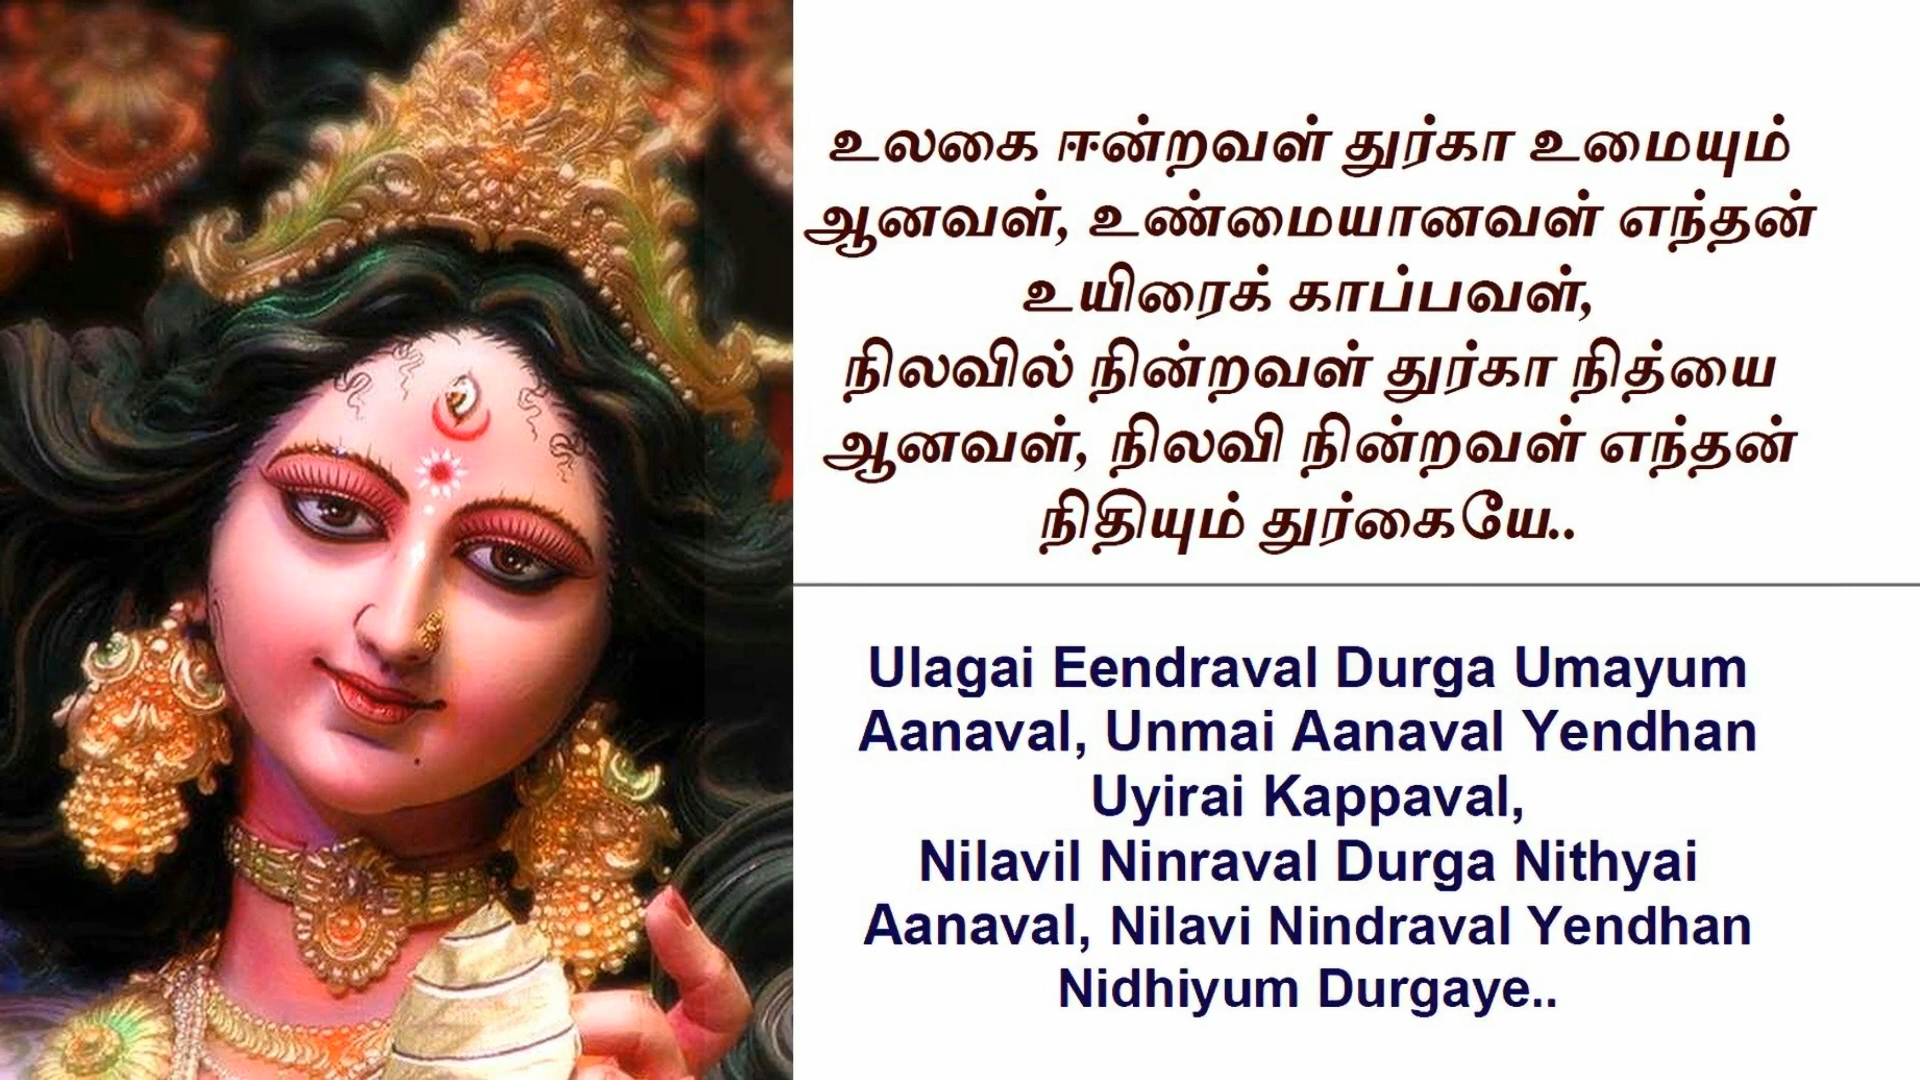 உலகை ஈன்றவள் துர்கா உமையும்
ஆனவள், உண்மையானவள் எந்தன்
உயிரைக் காப்பவள்,
நிலவில் நின்றவள் துர்கா நித்யை
ஆனவள், நிலவி நின்றவள் எந்தன்
நிதியும் துர்கையே..
Ulagai Eendraval Durga Umayum
Aanaval, Unmai Aanaval Yendhan
Uyirai Kappaval,
Nilavil Ninraval Durga Nithyai
Aanaval, Nilavi Nindraval Yendhan
Nidhiyum Durgaye..